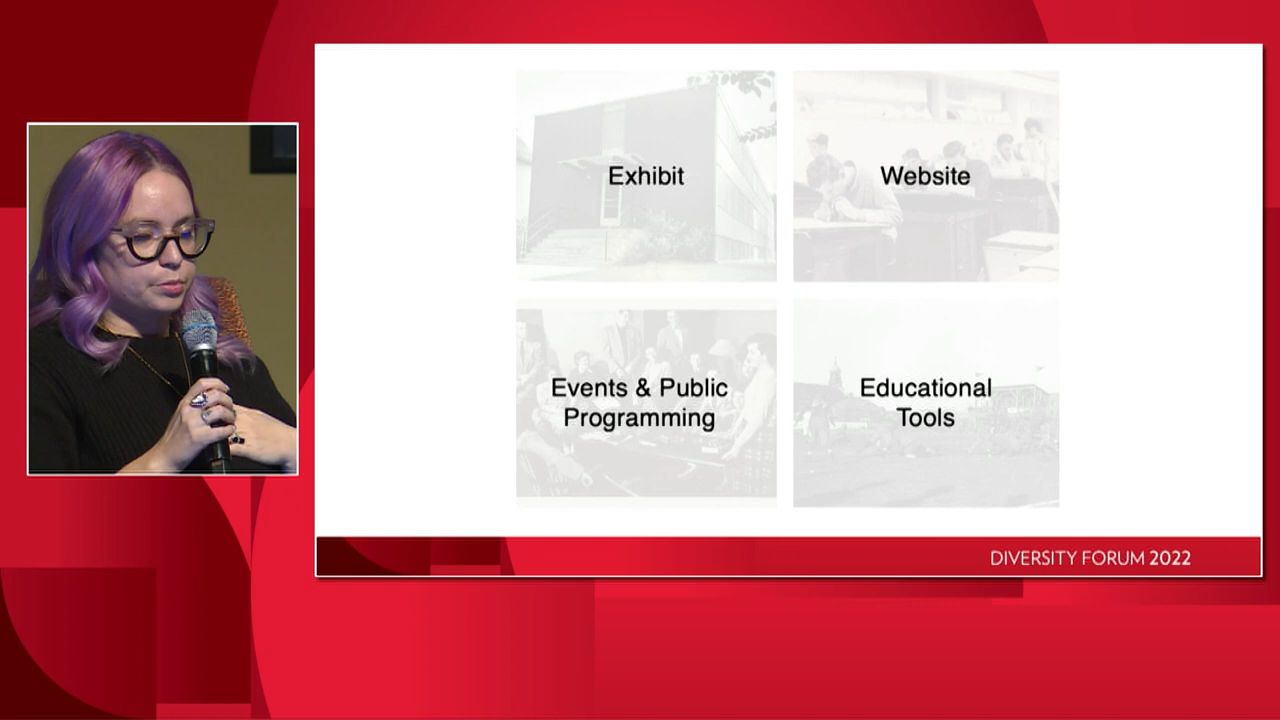 Exhibit
Website
Events & Public
Programming
Educational
Tools
DIVERSITY FORUM 2022